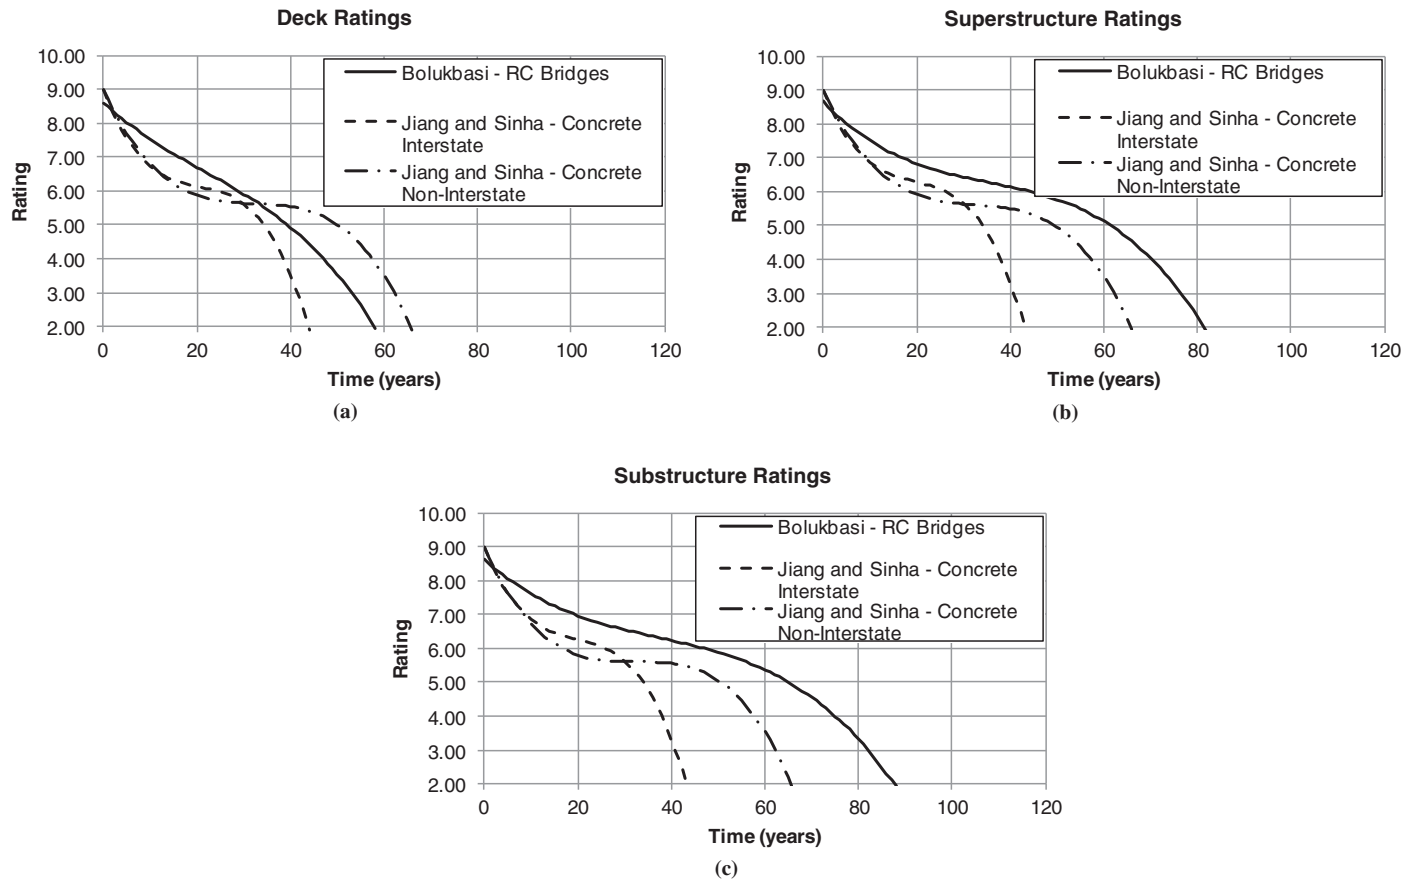 Deck Ratings
10.00
9.00
8.00
7.00
6.00
5.00
4.00
3.00
2.00
Rating
Bolukbasi - RC Bridges
Jiang and Sinha - Concrete
Interstate
Jiang and Sinha - Concrete
Non-Interstate
0 20 40 60 80 100 120
Time (years)
(a)
Superstructure Ratings
10.00
9.00
8.00
7.00
6.00
5.00
4.00
3.00
2.00
Rating
Bolukbasi - RC Bridges
Jiang and Sinha - Concrete
Interstate
Jiang and Sinha - Concrete
Non-Interstate
0 20 40 60 80 100 120
Time (years)
(b)
Substructure Ratings
10.00
9.00
8.00
7.00
6.00
5.00
4.00
3.00
2.00
Rating
Bolukbasi - RC Bridges
Jiang and Sinha - Concrete
Interstate
Jiang and Sinha - Concrete
Non-Interstate
0 20 40 60 80 100 120
Time (years)
(c)